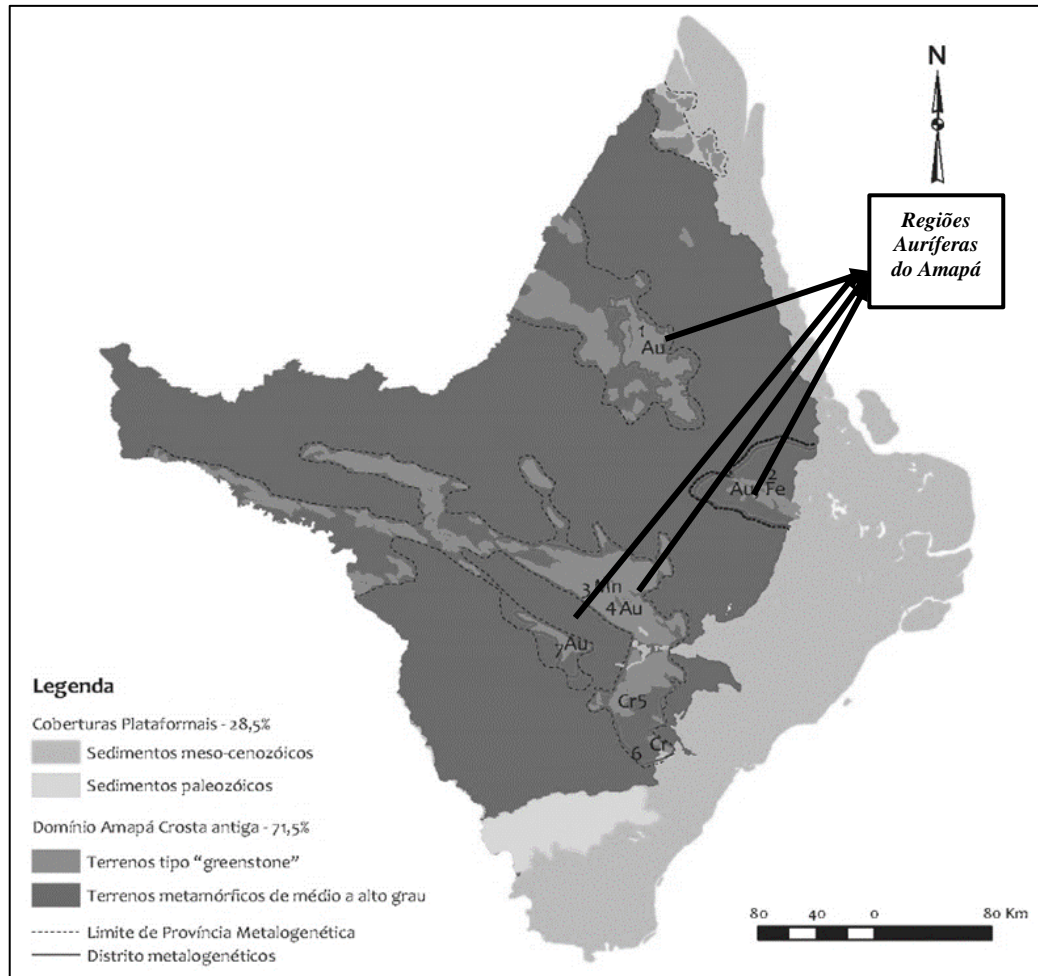 N
Regiões
Auríferas
do Amapá
1
Au
2
Au Fe
3 Mn
4 Au
7 Au
Cr5
6 Cr
Legenda
Coberturas Plataformais - 28,5%
Sedimentos meso-cenozóicos
Sedimentos paleozóicos
Domínio Amapá Crosta antiga - 71,5%
Terrenos tipo "greenstone"
Terrenos metamórficos de médio a alto grau
Limite de Província Metalogenética
Distrito metalogenéticos
80 40 0 80 Km